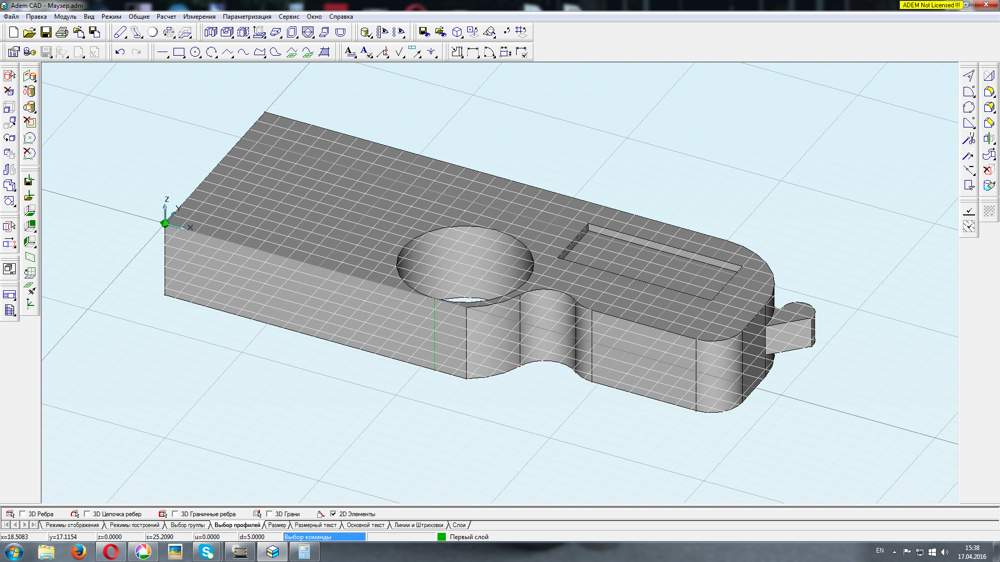 Adem CAD - Маузер.adm
ADEM Not Licensed !!!
Файл Правка Модуль Вид Режим Общие Расчет Измерения Параметризация Сервис Окно Справка
Z
Y
X
3D Ребра 3D Цепочка ребер 3D Граничные ребра 3D Грани 2D Элементы
Режимы отображения Режимы построений Выбор группы Выбор профилей Размер Размерный текст Основной текст Линии и Штриховки Слои
x=18.5083 y=17.1154 z=0.0000 s=25.2090 u=0.0000 d=5.0000 Выбор команды Первый слой
EN
15:38
17.04.2016